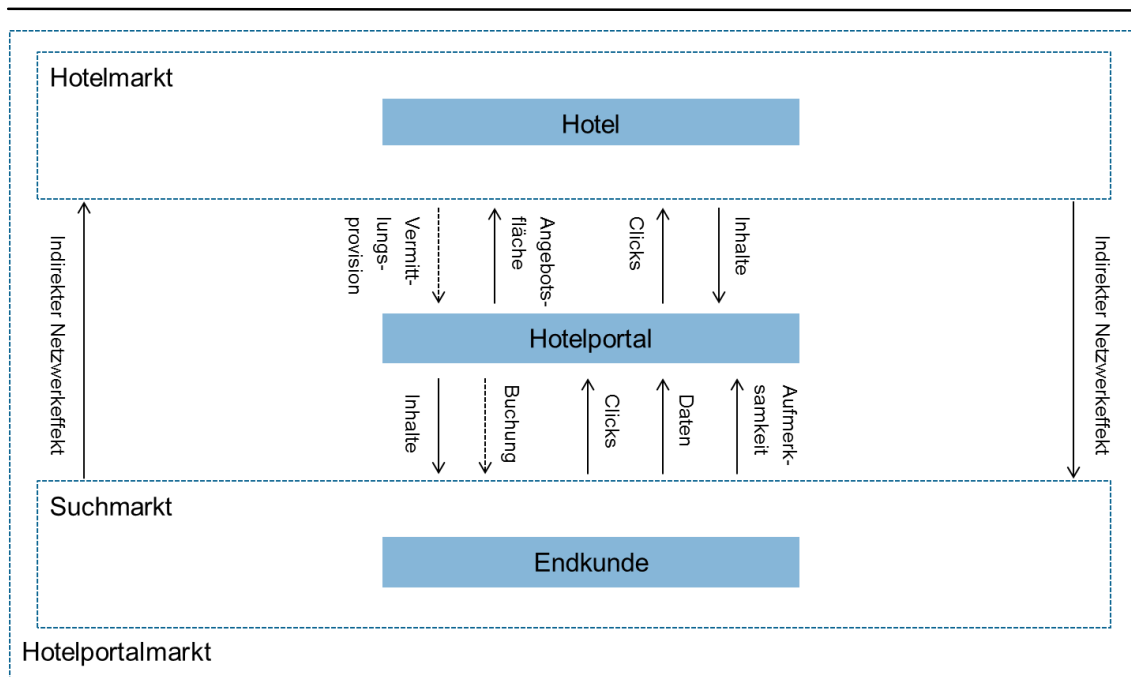 Hotelmarkt
Hotel
Indirekter Netzwerkeffekt
Vermitt-
lungs-
provision
Angebots-
fläche
Clicks
Inhalte
Indirekter Netzwerkeffekt
Hotelportal
Inhalte
Buchung
Clicks
Daten
Aufmerk-
samkeit
Suchmarkt
Endkunde
Hotelportalmarkt